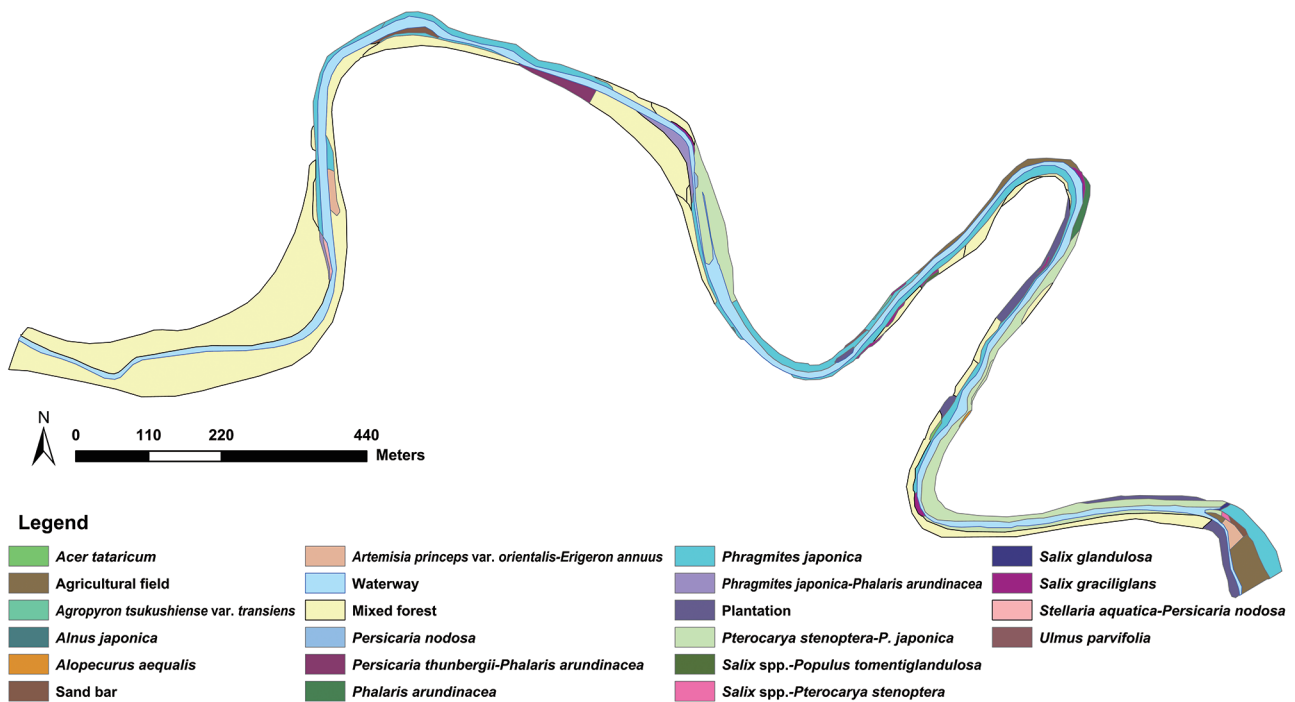 N
0 110 220 440
Meters
Legend
Acer tataricum
Agricultural field
Agropyron tsukushiense var. transiens
Alnus japonica
Alopecurus aequalis
Sand bar
Artemisia princeps var. orientalis-Erigeron annuus
Waterway
Mixed forest
Persicaria nodosa
Persicaria thunbergii-Phalaris arundinacea
Phalaris arundinacea
Phragmites japonica
Phragmites japonica-Phalaris arundinacea
Plantation
Pterocarya stenoptera-P. japonica
Salix spp.-Populus tomentiglandulosa
Salix spp.-Pterocarya stenoptera
Salix glandulosa
Salix graciliglans
Stellaria aquatica-Persicaria nodosa
Ulmus parvifolia